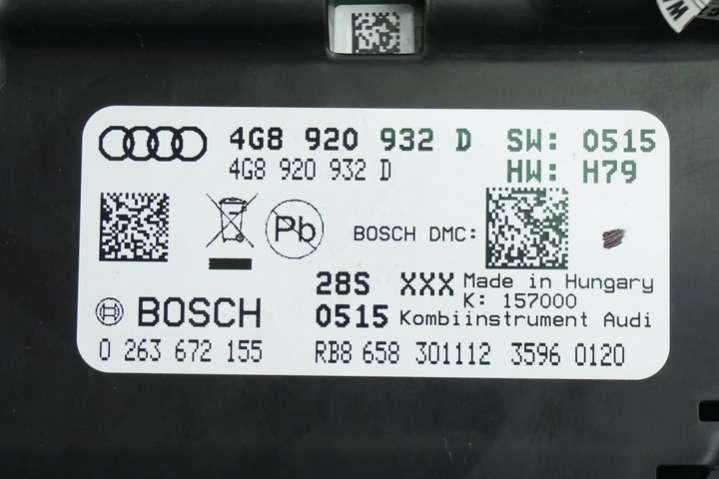 4G8 920 932 D SW: 0515
4G8 920 932 D HW: H79
Pb
BOSCH DMC:
28S XXX Made in Hungary
K: 157000
BOSCH 0515 Kombiinstrument Audi
0 263 672 155 RB8 658 301112 3596 0120